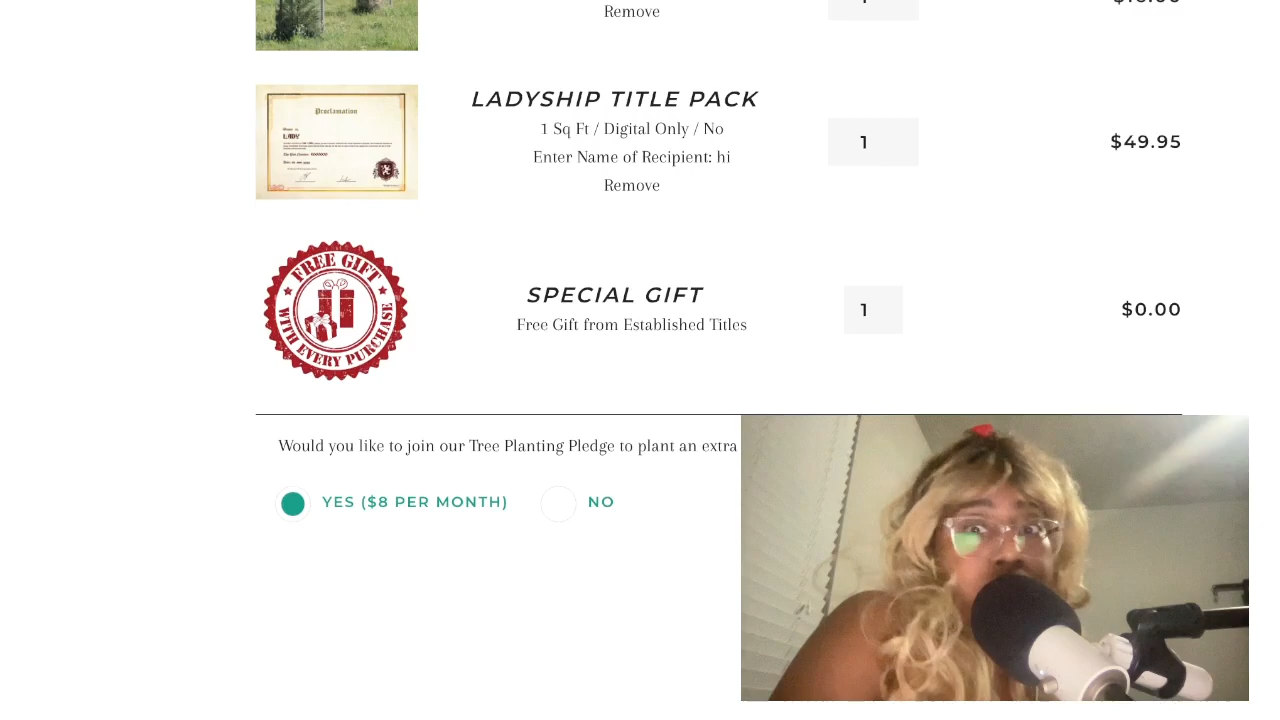 Remove
LADYSHIP TITLE PACK
1 Sq Ft / Digital Only / No
Enter Name of Recipient: hi
Remove
1
$49.95
Proclamation
LADY
FREE GIFT
WITH EVERY PURCHASE
SPECIAL GIFT
Free Gift from Established Titles
1
$0.00
Would you like to join our Tree Planting Pledge to plant an extra
YES ($8 PER MONTH)
NO